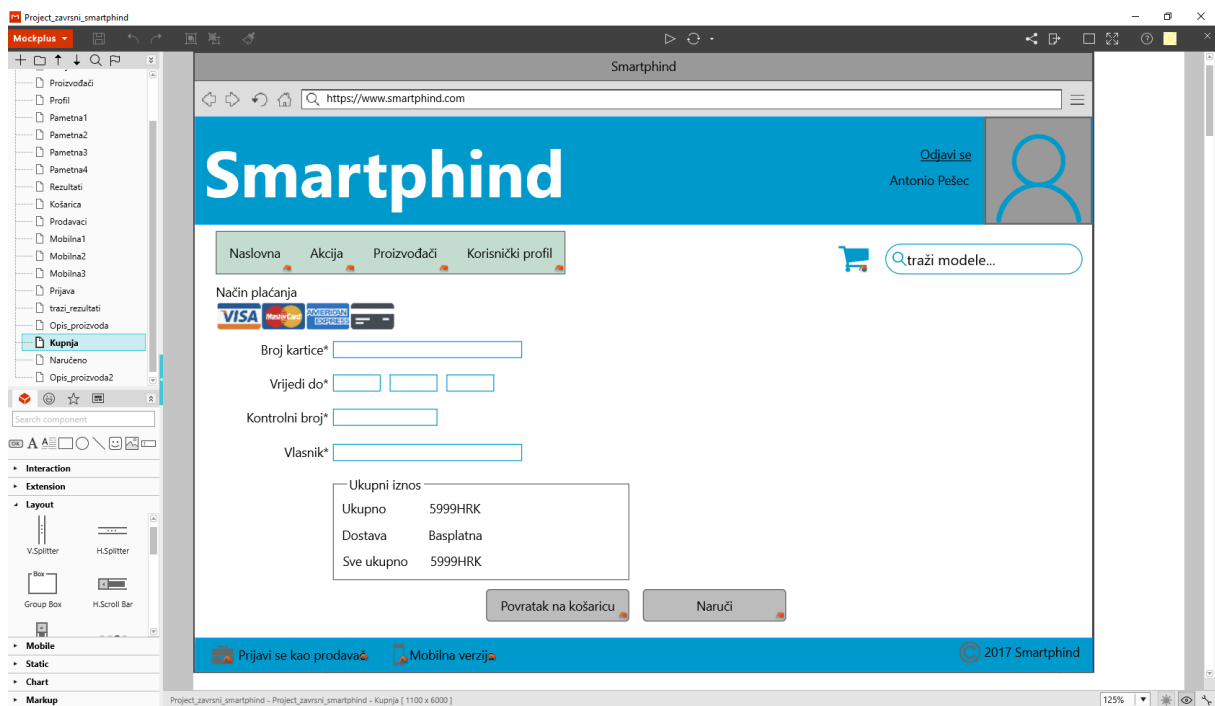 Project_zavrsni_smartphind
Mockplus
Proizvođači
Profil
Pametna1
Pametna2
Pametna3
Pametna4
Rezultati
Košarica
Prodavaci
Mobilna1
Mobilna2
Mobilna3
Prijava
trazi_rezultati
Opis_proizvoda
Kupnja
Naručeno
Opis_proizvoda2
Search component
OK
Interaction
Extension
Layout
V.Splitter
H.Splitter
Box
Group Box
H.Scroll Bar
Mobile
Static
Chart
Markup
Smartphind
https://www.smartphind.com
Smartphind
Odjavi se
Antonio Pešec
Naslovna
Akcija
Proizvođači
Korisnički profil
traži modele...
Način plaćanja
VISA
MasterCard
AMERICAN EXPRESS
Broj kartice*
Vrijedi do*
Kontrolni broj*
Vlasnik*
Ukupni iznos
Ukupno 5999HRK
Dostava Basplatna
Sve ukupno 5999HRK
Povratak na košaricu
Naruči
Prijavi se kao prodavač
Mobilna verzija
© 2017 Smartphind
Project_zavrsni_smartphind - Project_zavrsni_smartphind - Kupnja [ 1100 x 6000 ]
125%